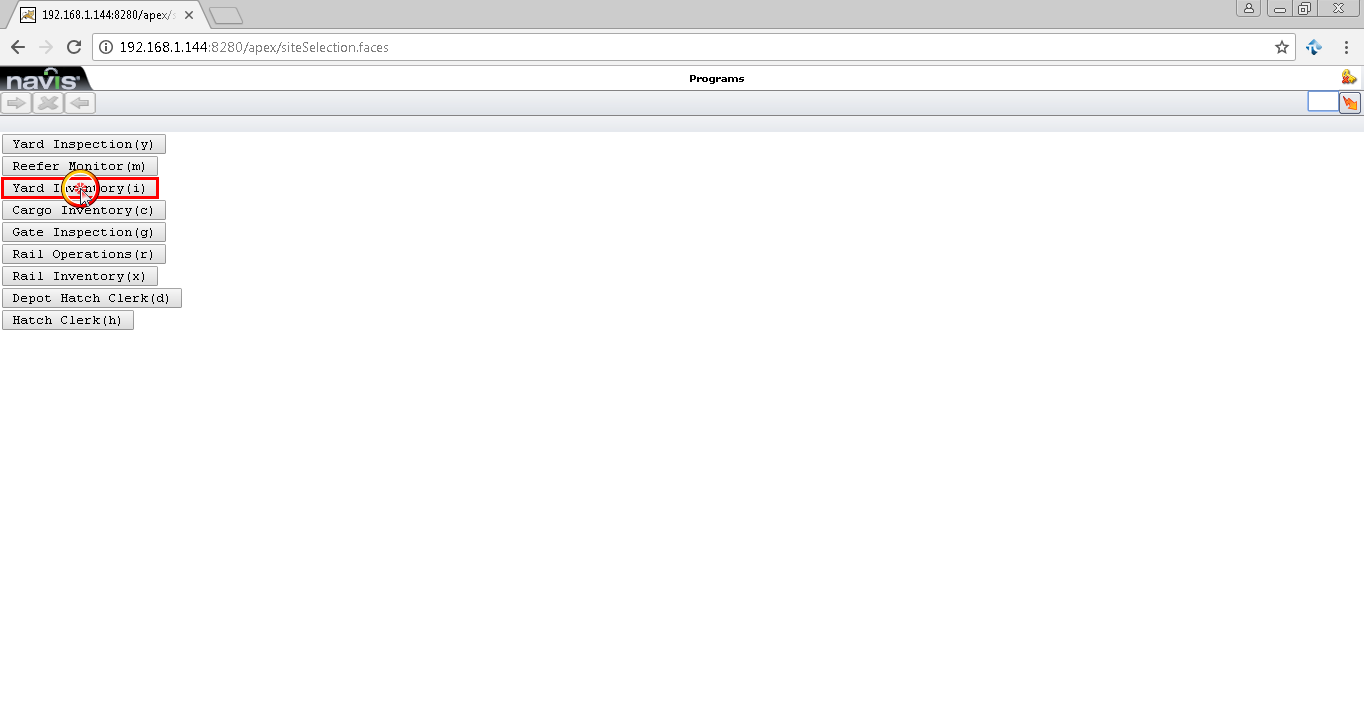 192.168.1.144:8280/apex/s
192.168.1.144:8280/apex/siteSelection.faces
navis
Programs
Yard Inspection(y)
Reefer Monitor(m)
Yard Inventory(i)
Cargo Inventory(c)
Gate Inspection(g)
Rail Operations(r)
Rail Inventory(x)
Depot Hatch Clerk(d)
Hatch Clerk(h)